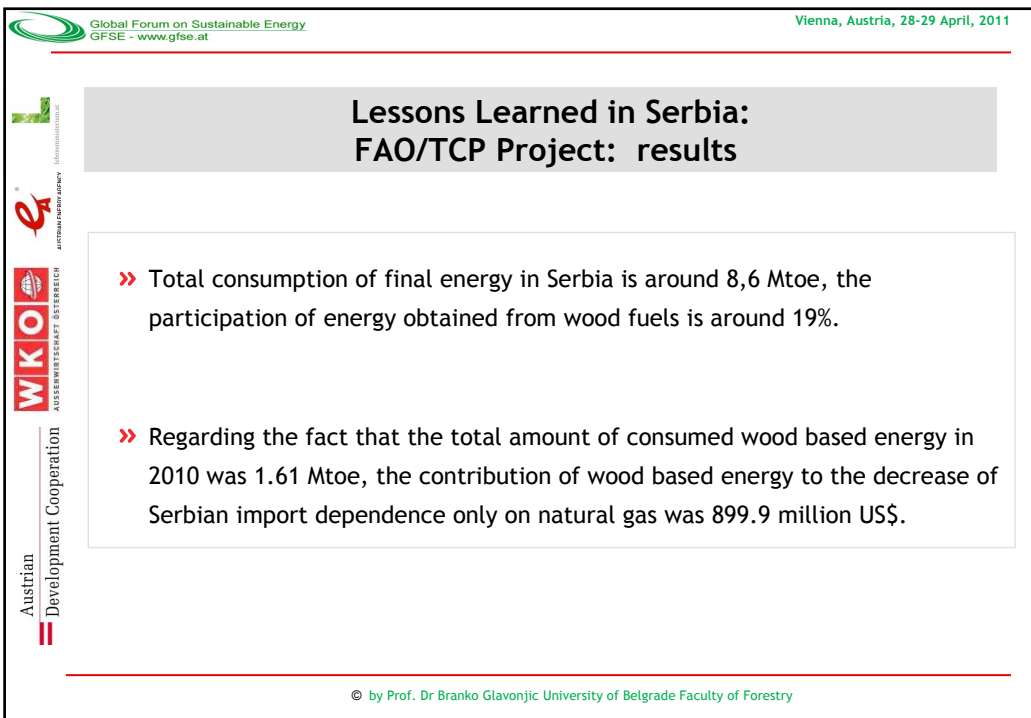 Global Forum on Sustainable Energy
GFSE - www.gfse.at
Vienna, Austria, 28-29 April, 2011
Lessons Learned in Serbia:
FAO/TCP Project: results
lebensministerium.at
AUSTRIAN ENERGY AGENCY
WKO
AUSSENWIRTSCHAFT ÖSTERREICH
Austrian
Development Cooperation
» Total consumption of final energy in Serbia is around 8,6 Mtoe, the
participation of energy obtained from wood fuels is around 19%.
» Regarding the fact that the total amount of consumed wood based energy in
2010 was 1.61 Mtoe, the contribution of wood based energy to the decrease of
Serbian import dependence only on natural gas was 899.9 million US$.
© by Prof. Dr Branko Glavonjic University of Belgrade Faculty of Forestry